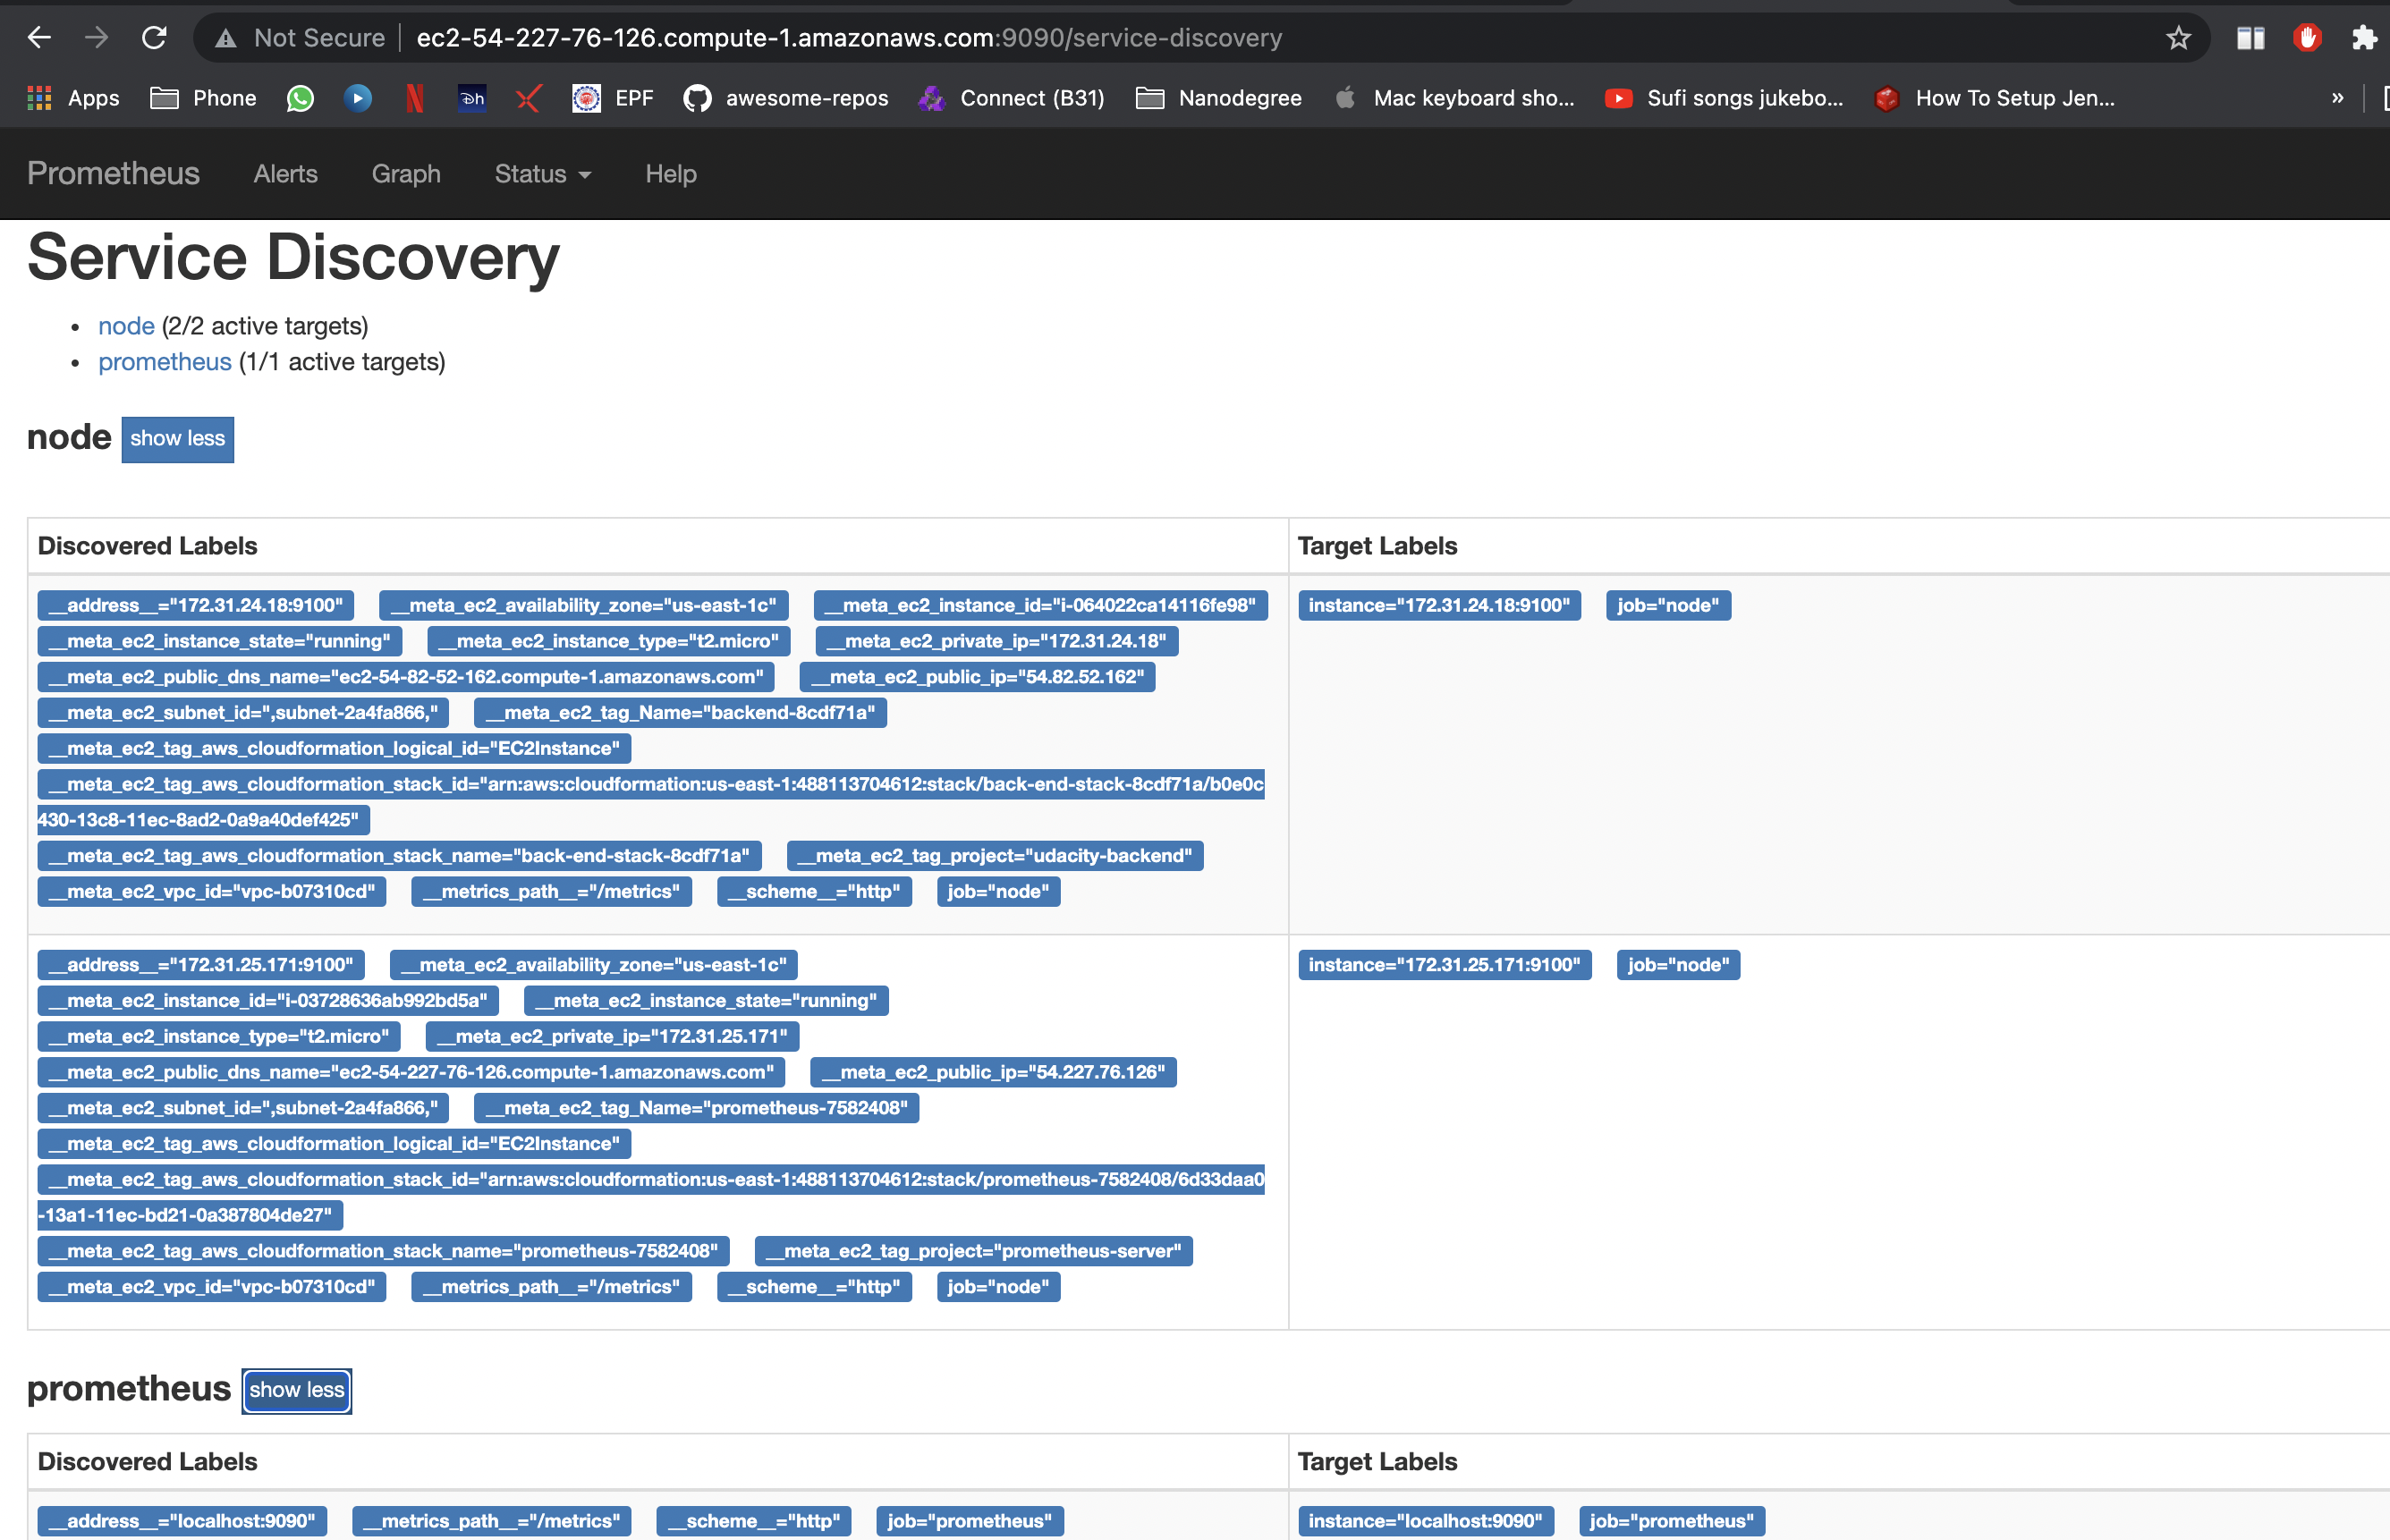 Not Secure ec2-54-227-76-126.compute-1.amazonaws.com:9090/service-discovery
Apps Phone N Dh EPF awesome-repos Connect (B31) Nanodegree Mac keyboard sho... Sufi songs jukebo... How To Setup Jen... »
Prometheus Alerts Graph Status Help
Service Discovery
• node (2/2 active targets)
• prometheus (1/1 active targets)
node show less
Discovered Labels Target Labels
__address__="172.31.24.18:9100" __meta_ec2_availability_zone="us-east-1c" __meta_ec2_instance_id="i-064022ca14116fe98" instance="172.31.24.18:9100" job="node"
__meta_ec2_instance_state="running" __meta_ec2_instance_type="t2.micro" __meta_ec2_private_ip="172.31.24.18"
__meta_ec2_public_dns_name="ec2-54-82-52-162.compute-1.amazonaws.com" __meta_ec2_public_ip="54.82.52.162"
__meta_ec2_subnet_id=",subnet-2a4fa866," __meta_ec2_tag_Name="backend-8cdf71a"
__meta_ec2_tag_aws_cloudformation_logical_id="EC2Instance"
__meta_ec2_tag_aws_cloudformation_stack_id="arn:aws:cloudformation:us-east-1:488113704612:stack/back-end-stack-8cdf71a/b0e0c
430-13c8-11ec-8ad2-0a9a40def425"
__meta_ec2_tag_aws_cloudformation_stack_name="back-end-stack-8cdf71a" __meta_ec2_tag_project="udacity-backend"
__meta_ec2_vpc_id="vpc-b07310cd" __metrics_path__="/metrics" __scheme__="http" job="node"
__address__="172.31.25.171:9100" __meta_ec2_availability_zone="us-east-1c" instance="172.31.25.171:9100" job="node"
__meta_ec2_instance_id="i-03728636ab992bd5a" __meta_ec2_instance_state="running"
__meta_ec2_instance_type="t2.micro" __meta_ec2_private_ip="172.31.25.171"
__meta_ec2_public_dns_name="ec2-54-227-76-126.compute-1.amazonaws.com" __meta_ec2_public_ip="54.227.76.126"
__meta_ec2_subnet_id=",subnet-2a4fa866," __meta_ec2_tag_Name="prometheus-7582408"
__meta_ec2_tag_aws_cloudformation_logical_id="EC2Instance"
__meta_ec2_tag_aws_cloudformation_stack_id="arn:aws:cloudformation:us-east-1:488113704612:stack/prometheus-7582408/6d33daa0
-13a1-11ec-bd21-0a387804de27"
__meta_ec2_tag_aws_cloudformation_stack_name="prometheus-7582408" __meta_ec2_tag_project="prometheus-server"
__meta_ec2_vpc_id="vpc-b07310cd" __metrics_path__="/metrics" __scheme__="http" job="node"
prometheus show less
Discovered Labels Target Labels
__address__="localhost:9090" __metrics_path__="/metrics" __scheme__="http" job="prometheus" instance="localhost:9090" job="prometheus"